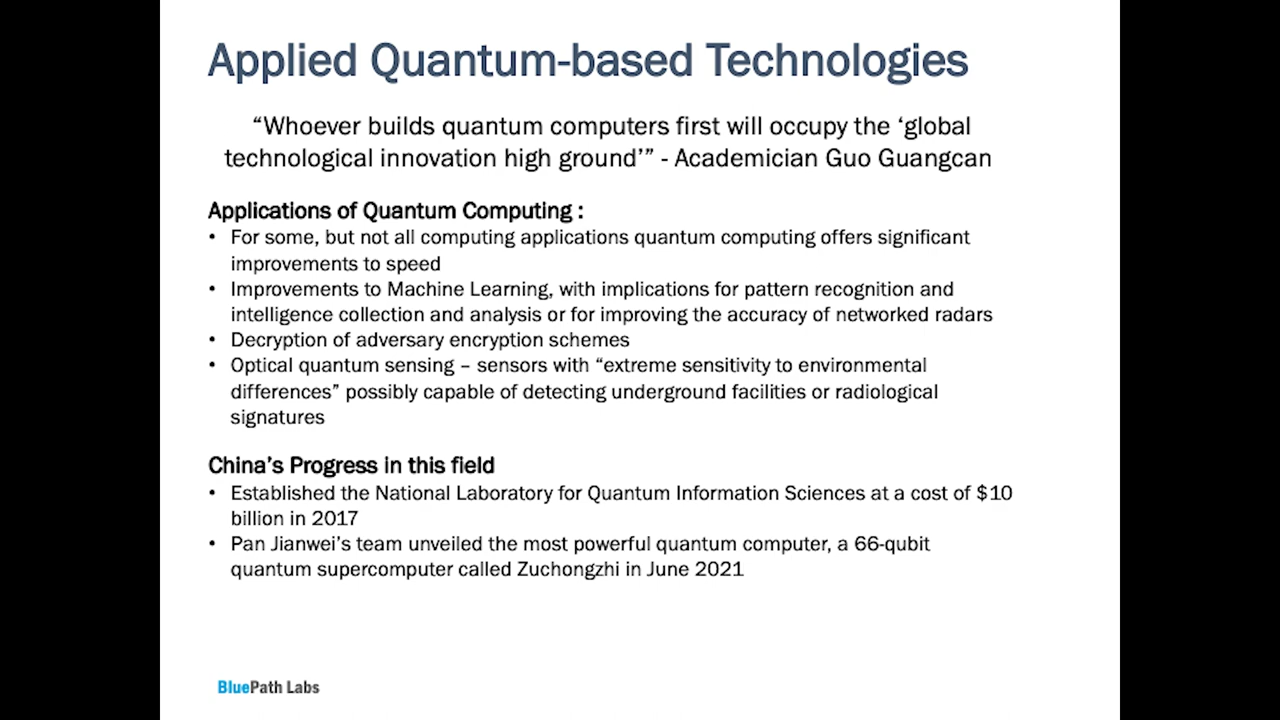 Applied Quantum-based Technologies
“Whoever builds quantum computers first will occupy the ‘global
technological innovation high ground’” - Academician Guo Guangcan
Applications of Quantum Computing :
• For some, but not all computing applications quantum computing offers significant
improvements to speed
• Improvements to Machine Learning, with implications for pattern recognition and
intelligence collection and analysis or for improving the accuracy of networked radars
• Decryption of adversary encryption schemes
• Optical quantum sensing – sensors with “extreme sensitivity to environmental
differences” possibly capable of detecting underground facilities or radiological
signatures
China’s Progress in this field
• Established the National Laboratory for Quantum Information Sciences at a cost of $10
billion in 2017
• Pan Jianwei’s team unveiled the most powerful quantum computer, a 66-qubit
quantum supercomputer called Zuchongzhi in June 2021
BluePath Labs